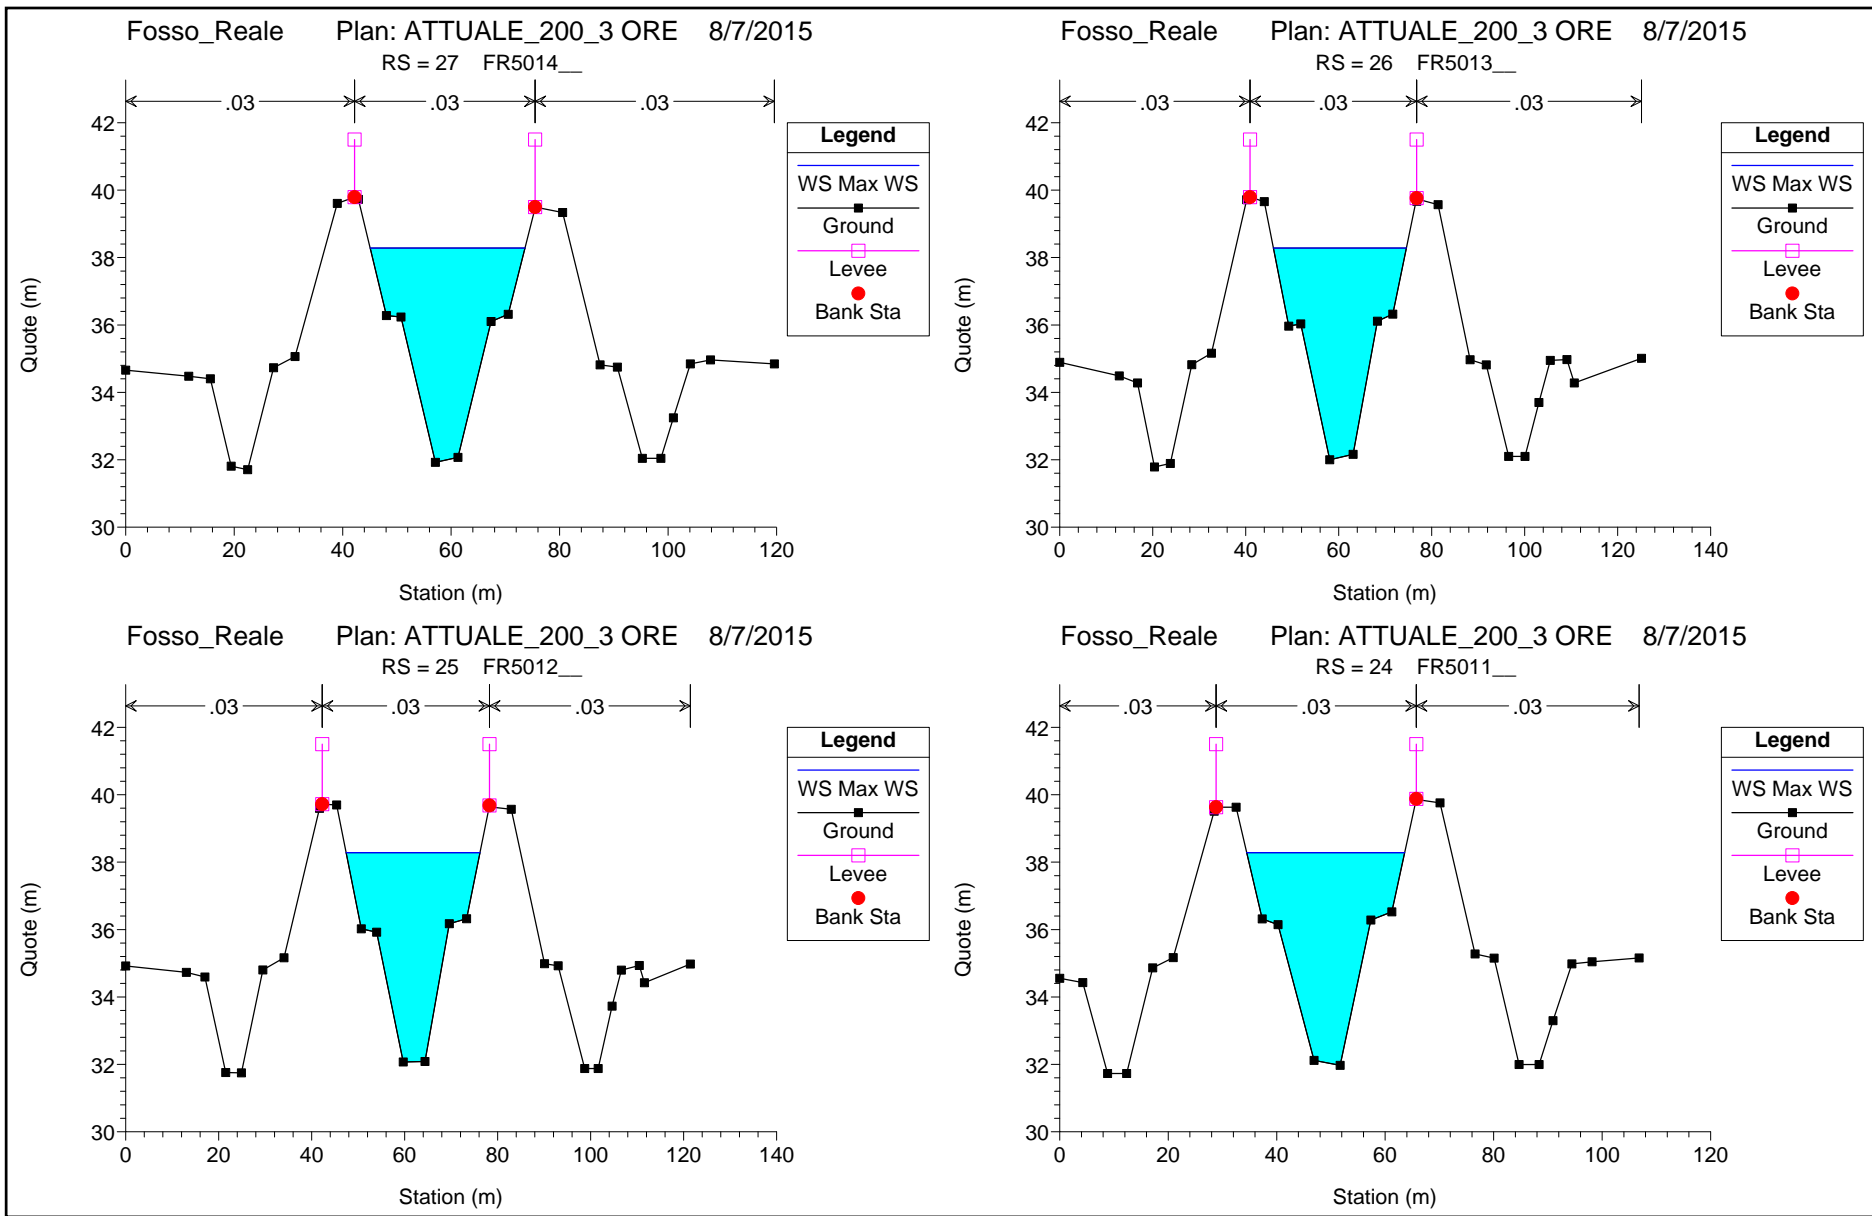 Fosso_Reale Plan: ATTUALE_200_3 ORE 8/7/2015
RS = 27 FR5014__
.03 .03 .03
42
40
38
36
34
32
30
Quote (m)
0 20 40 60 80 100 120
Station (m)
Legend
WS Max WS
Ground
Levee
Bank Sta
Fosso_Reale Plan: ATTUALE_200_3 ORE 8/7/2015
RS = 26 FR5013__
.03 .03 .03
42
40
38
36
34
32
30
Quote (m)
0 20 40 60 80 100 120 140
Station (m)
Legend
WS Max WS
Ground
Levee
Bank Sta
Fosso_Reale Plan: ATTUALE_200_3 ORE 8/7/2015
RS = 25 FR5012__
.03 .03 .03
42
40
38
36
34
32
30
Quote (m)
0 20 40 60 80 100 120 140
Station (m)
Legend
WS Max WS
Ground
Levee
Bank Sta
Fosso_Reale Plan: ATTUALE_200_3 ORE 8/7/2015
RS = 24 FR5011__
.03 .03 .03
42
40
38
36
34
32
30
Quote (m)
0 20 40 60 80 100 120
Station (m)
Legend
WS Max WS
Ground
Levee
Bank Sta